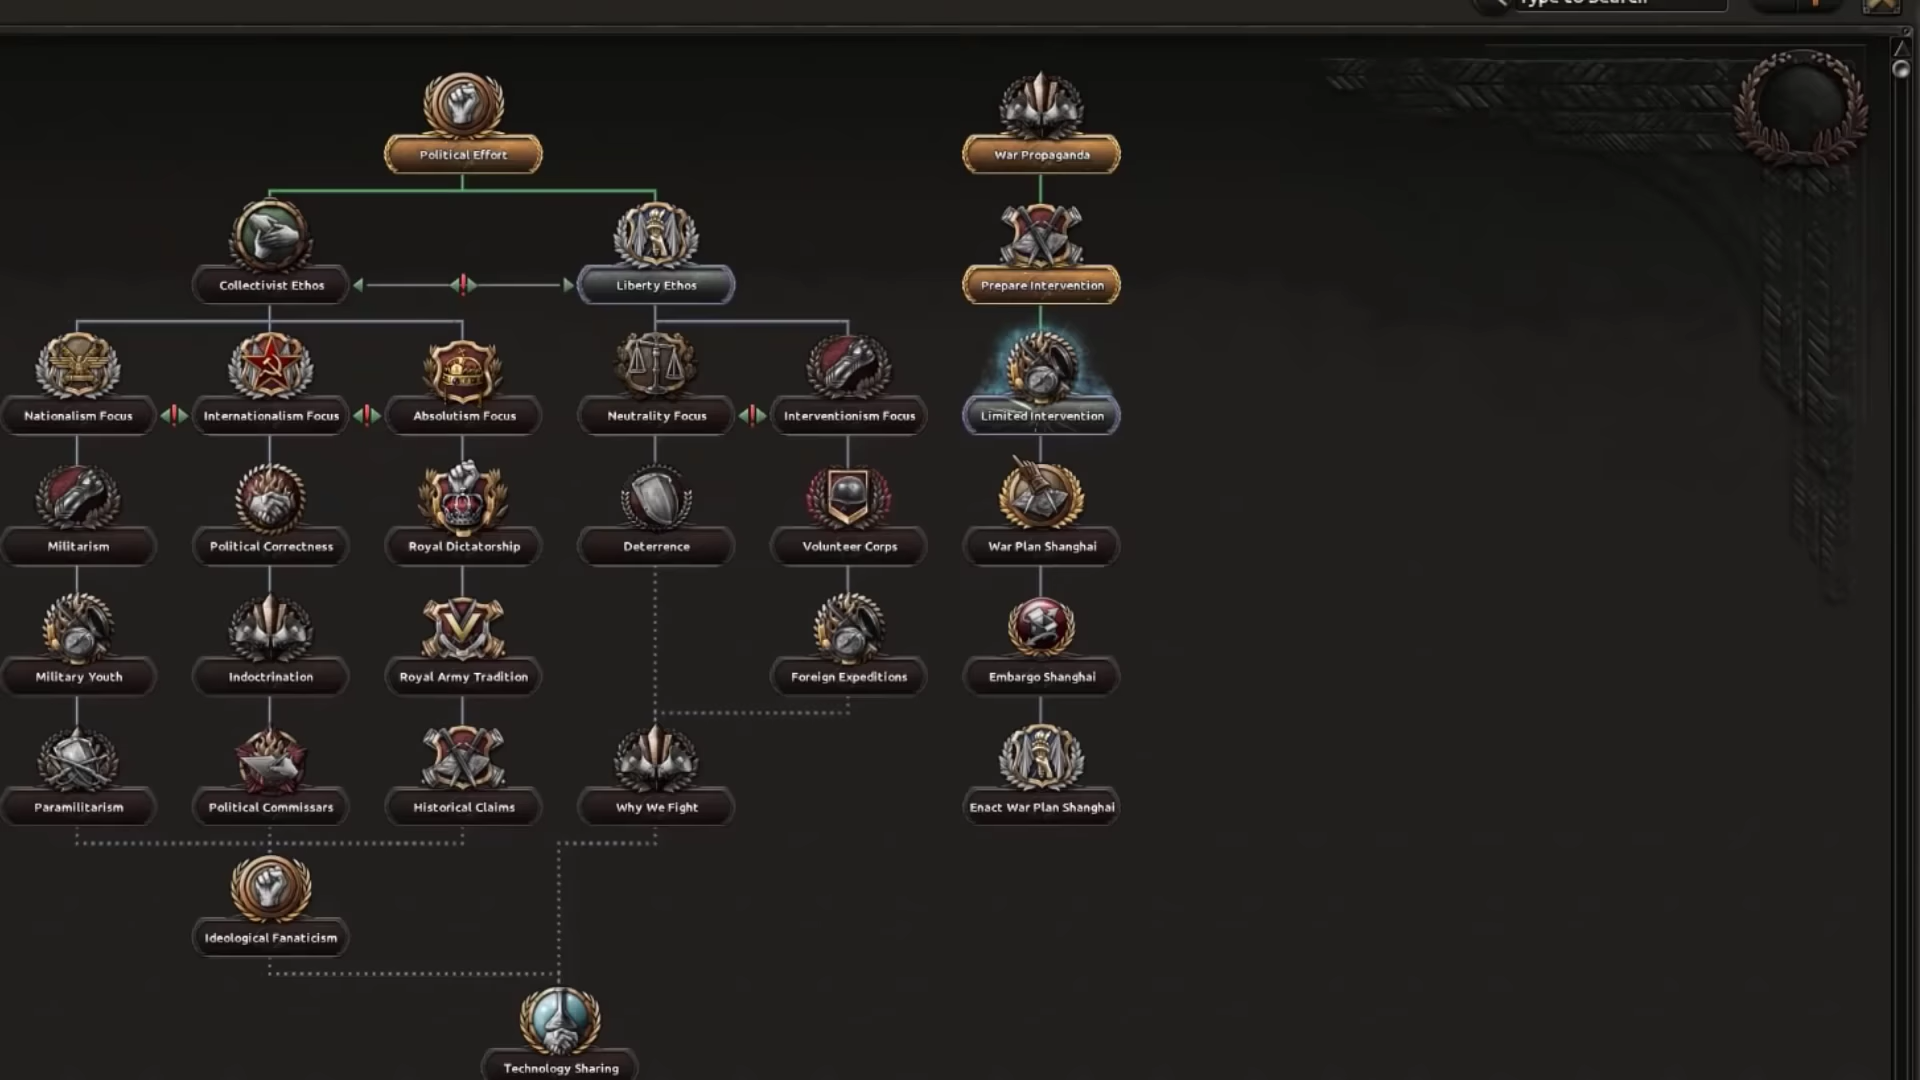 Type to Search
Political Effort
War Propaganda
Collectivist Ethos
Liberty Ethos
Prepare Intervention
Nationalism Focus
Internationalism Focus
Absolutism Focus
Neutrality Focus
Interventionism Focus
Limited Intervention
Militarism
Political Correctness
Royal Dictatorship
Deterrence
Volunteer Corps
War Plan Shanghai
Military Youth
Indoctrination
Royal Army Tradition
Foreign Expeditions
Embargo Shanghai
Paramilitarism
Political Commissars
Historical Claims
Why We Fight
Enact War Plan Shanghai
Ideological Fanaticism
Technology Sharing